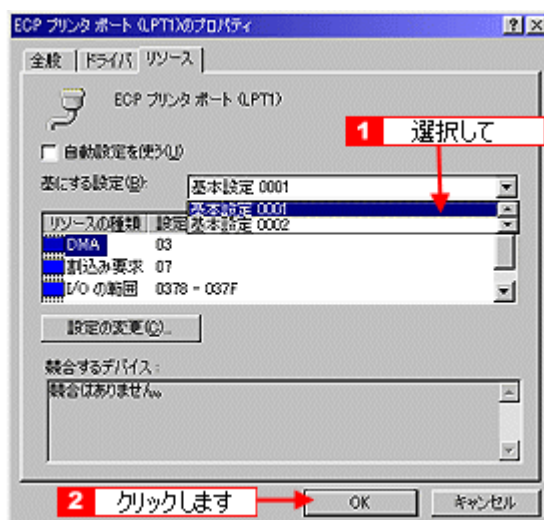 ECP プリンタ ポート (LPT1)のプロパティ
全般 ドライバ リソース
ECP プリンタ ポート (LPT1)
1 選択して
自動設定を使う(U)
基にする設定(B): 基本設定 0001
基本設定 0001
リソースの種類 設定 基本設定 0002
DMA 03
割込み要求 07
I/O の範囲 0378 - 037F
設定の変更(C)...
競合するデバイス:
競合はありません。
2 クリックします OK キャンセル